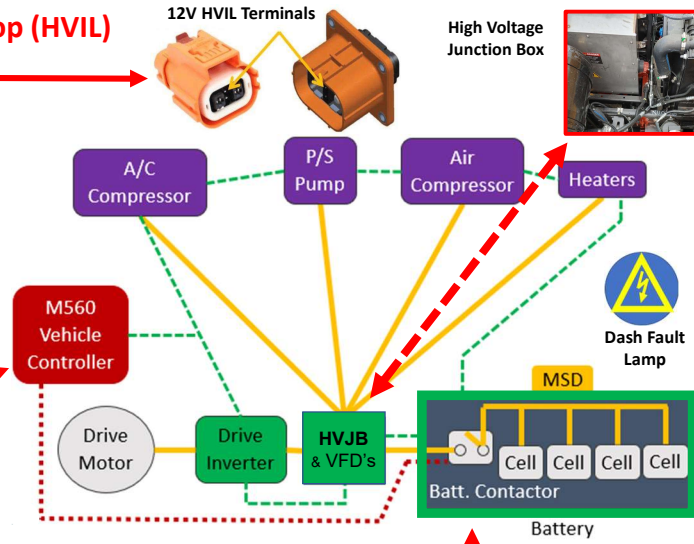 op (HVIL)
12V HVIL Terminals
High Voltage
Junction Box
A/C
Compressor
P/S
Pump
Air
Compressor
Heaters
M560
Vehicle
Controller
Dash Fault
Lamp
MSD
Drive
Motor
Drive
Inverter
HVJB
& VFD's
Cell
Cell
Cell
Cell
Batt. Contactor
Battery